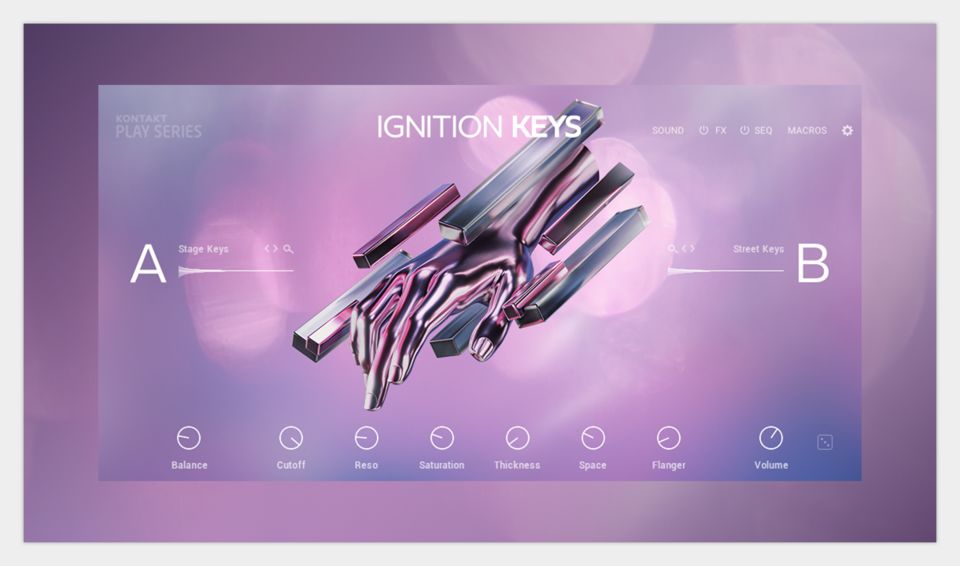 KONTAKT
PLAY SERIES
IGNITION KEYS
SOUND FX SEQ MACROS
A Stage Keys
Street Keys B
Balance Cutoff Reso Saturation Thickness Space Flanger Volume